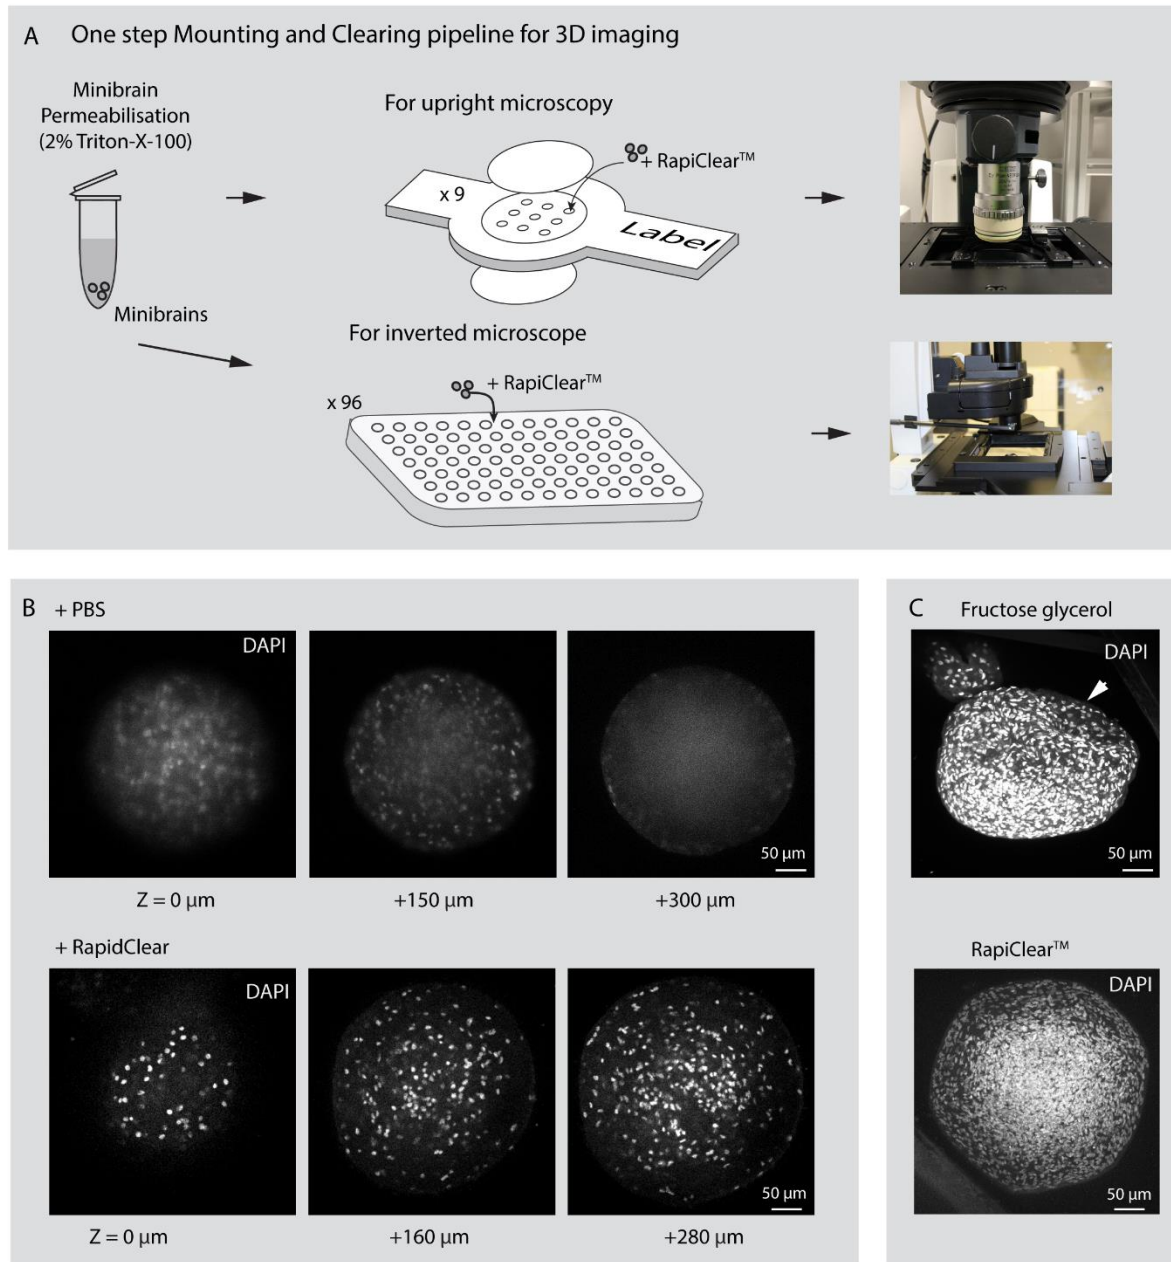 A One step Mounting and Clearing pipeline for 3D imaging
Minibrain
Permeabilisation
(2% Triton-X-100)
Minibrains
For upright microscopy
+ RapiClear™
x 9
Label
For inverted microscope
+ RapiClear™
x 96
B + PBS
DAPI
50 µm
Z = 0 µm
+150 µm
+300 µm
+ RapidClear
DAPI
50 µm
Z = 0 µm
+160 µm
+280 µm
C Fructose glycerol
DAPI
50 µm
RapiClear™
DAPI
50 µm